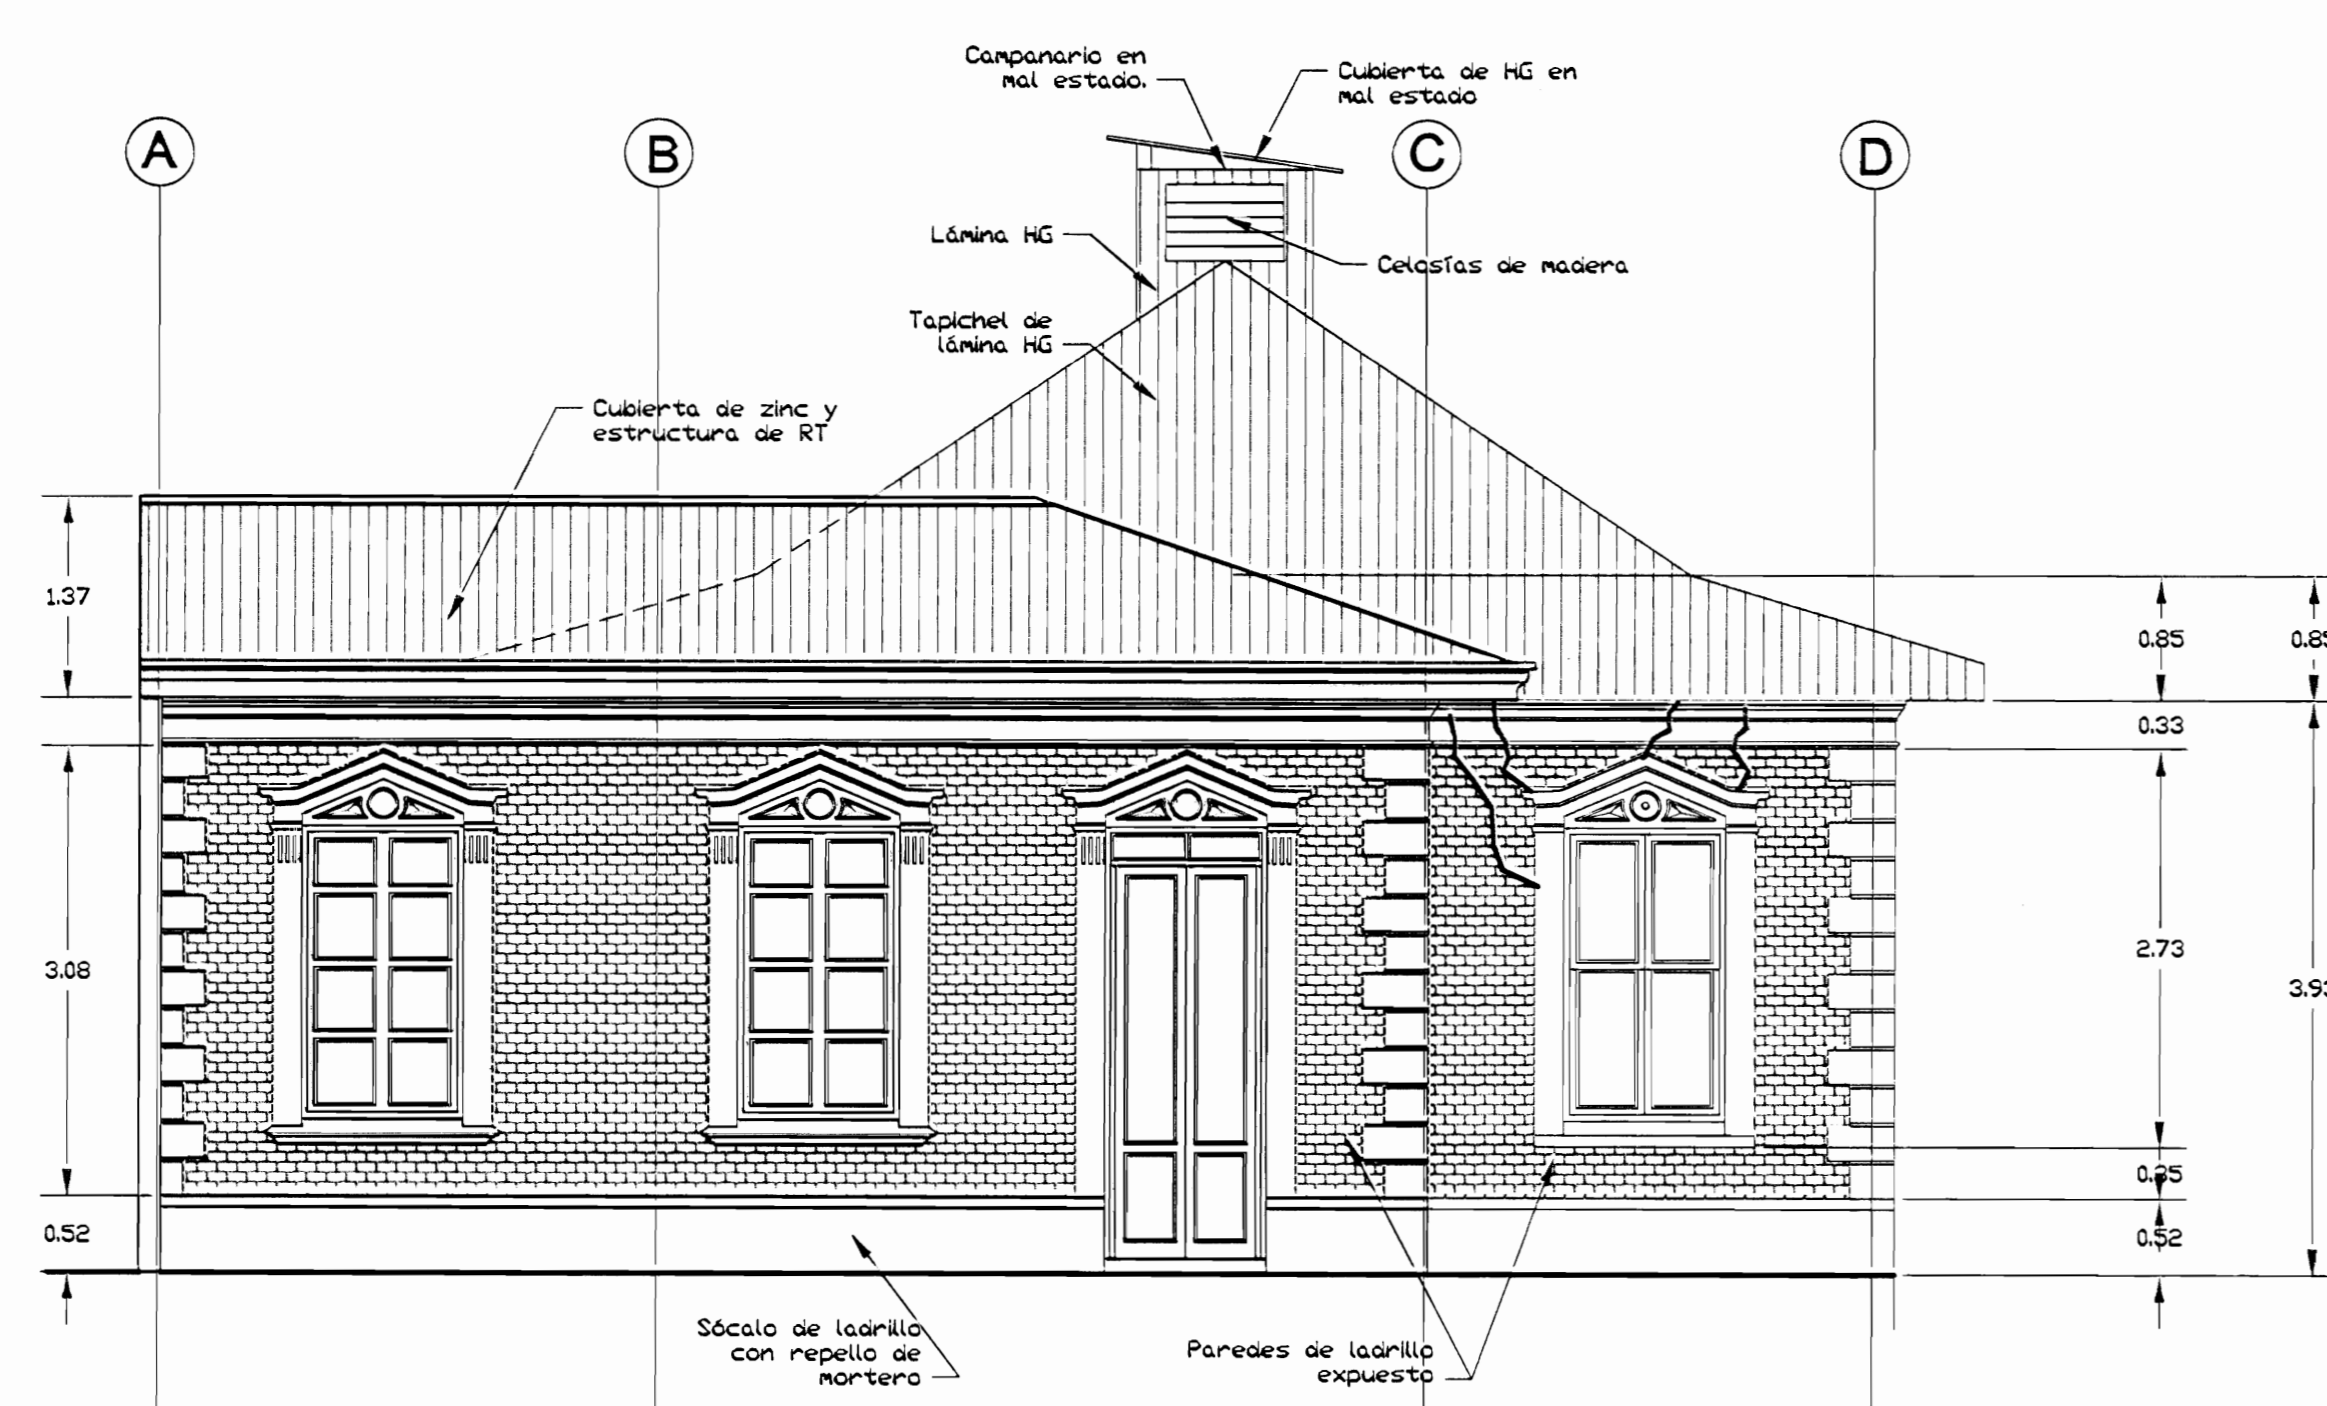 Campanario en
mal estado.
Cubierta de HG en
mal estado
A
B
C
D
Lámina HG
Celosías de madera
Tapichel de
lámina HG
Cubierta de zinc y
estructura de RT
1.37
0.85
0.33
3.08
2.73
0.52
0.52
Sócalo de ladrillo
con repello de
mortero
Paredes de ladrillo
expuesto